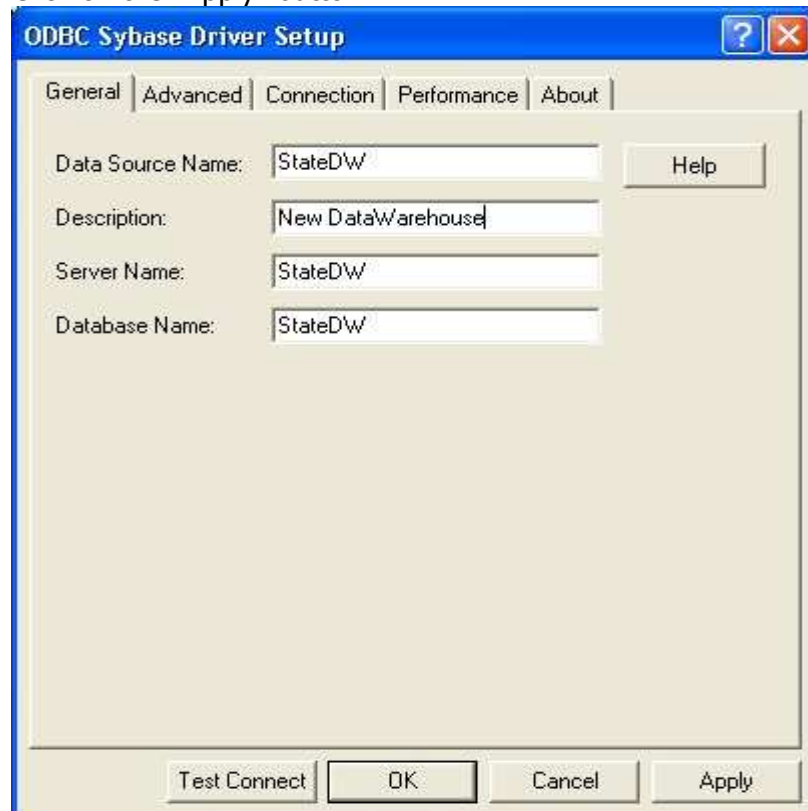 Apply
ODBC Sybase Driver Setup
General Advanced Connection Performance About
Data Source Name: StateDW Help
Description: New DataWarehouse
Server Name: StateDW
Database Name: StateDW
Test Connect OK Cancel Apply